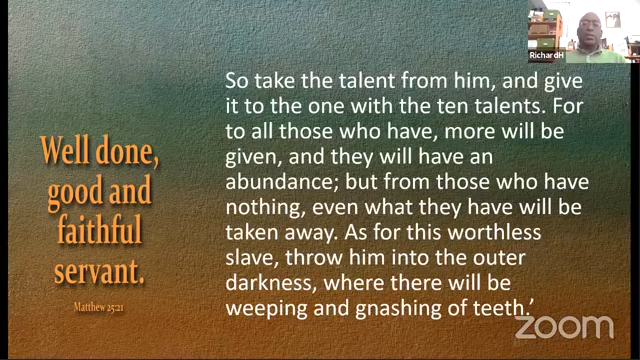 RichardH
Well done,
good and
faithful
servant.
Matthew 25:21
So take the talent from him, and give
it to the one with the ten talents. For
to all those who have, more will be
given, and they will have an
abundance; but from those who have
nothing, even what they have will be
taken away. As for this worthless
slave, throw him into the outer
darkness, where there will be
weeping and gnashing of teeth.’
zoom